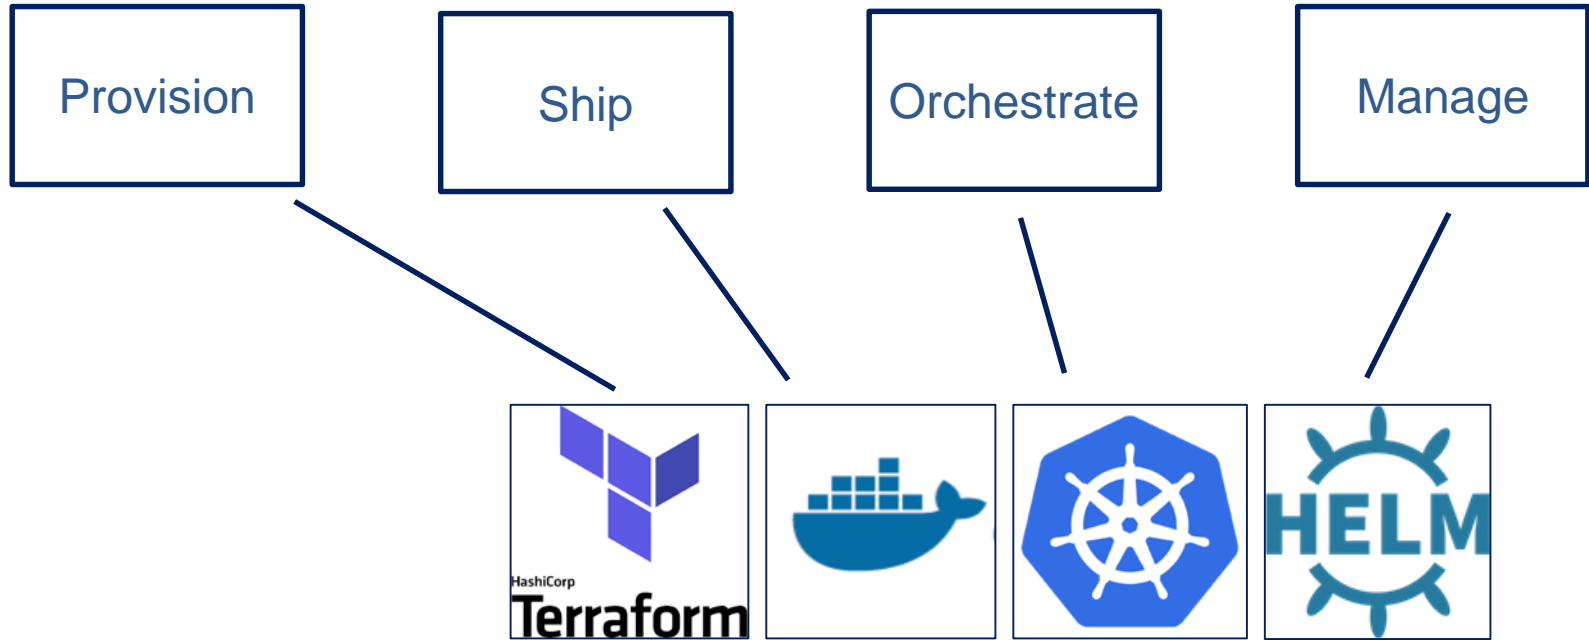 Provision
Ship
Orchestrate
Manage
HashiCorp
Terraform
HELM